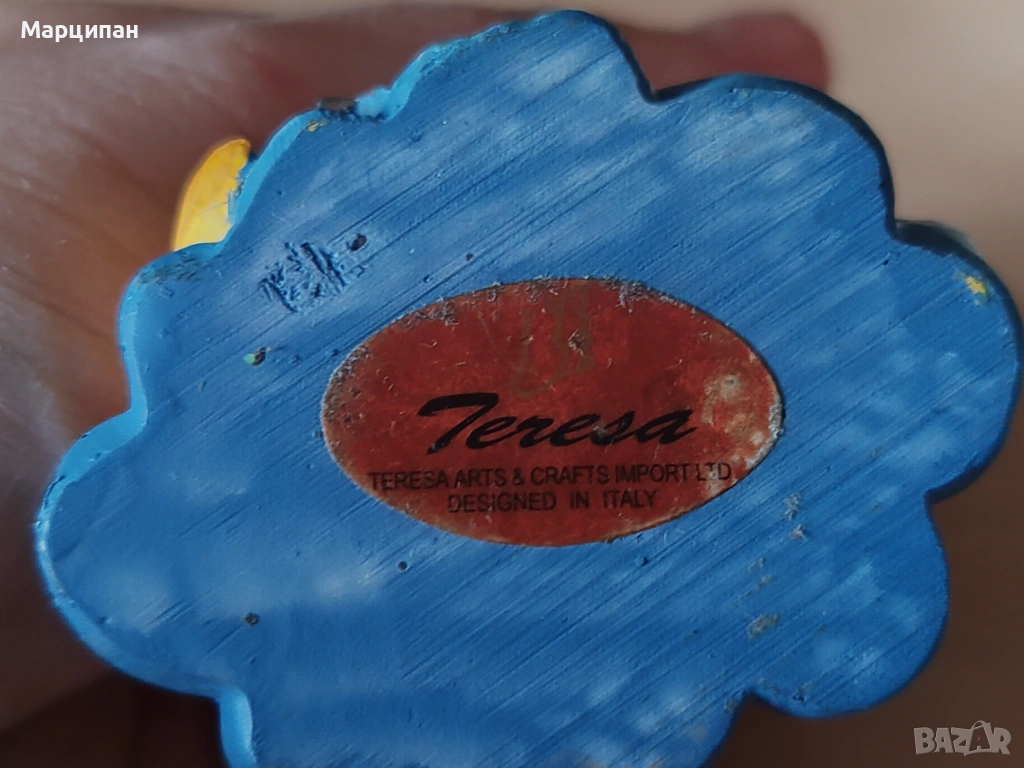 Марципан
Teresa
TERESA ARTS & CRAFTS IMPORT LTD
DESIGNED IN ITALY
BAZAR